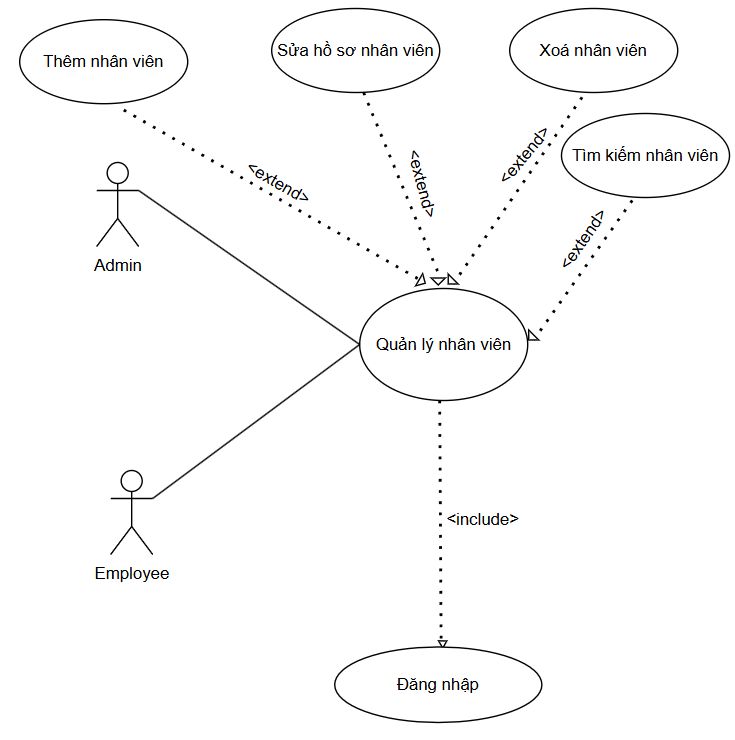 Thêm nhân viên
Sửa hồ sơ nhân viên
Xoá nhân viên
Tìm kiếm nhân viên
<extend>
<extend>
<extend>
<extend>
Admin
Quản lý nhân viên
Employee
<include>
Đăng nhập